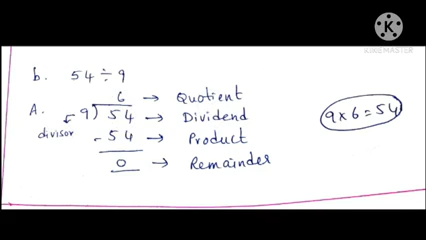 KINEMASTER
b. 54 ÷ 9
6 → Quotient
A. 9) 54 → Dividend
divisor
9 x 6 = 54
- 54 → Product
0 → Remainder